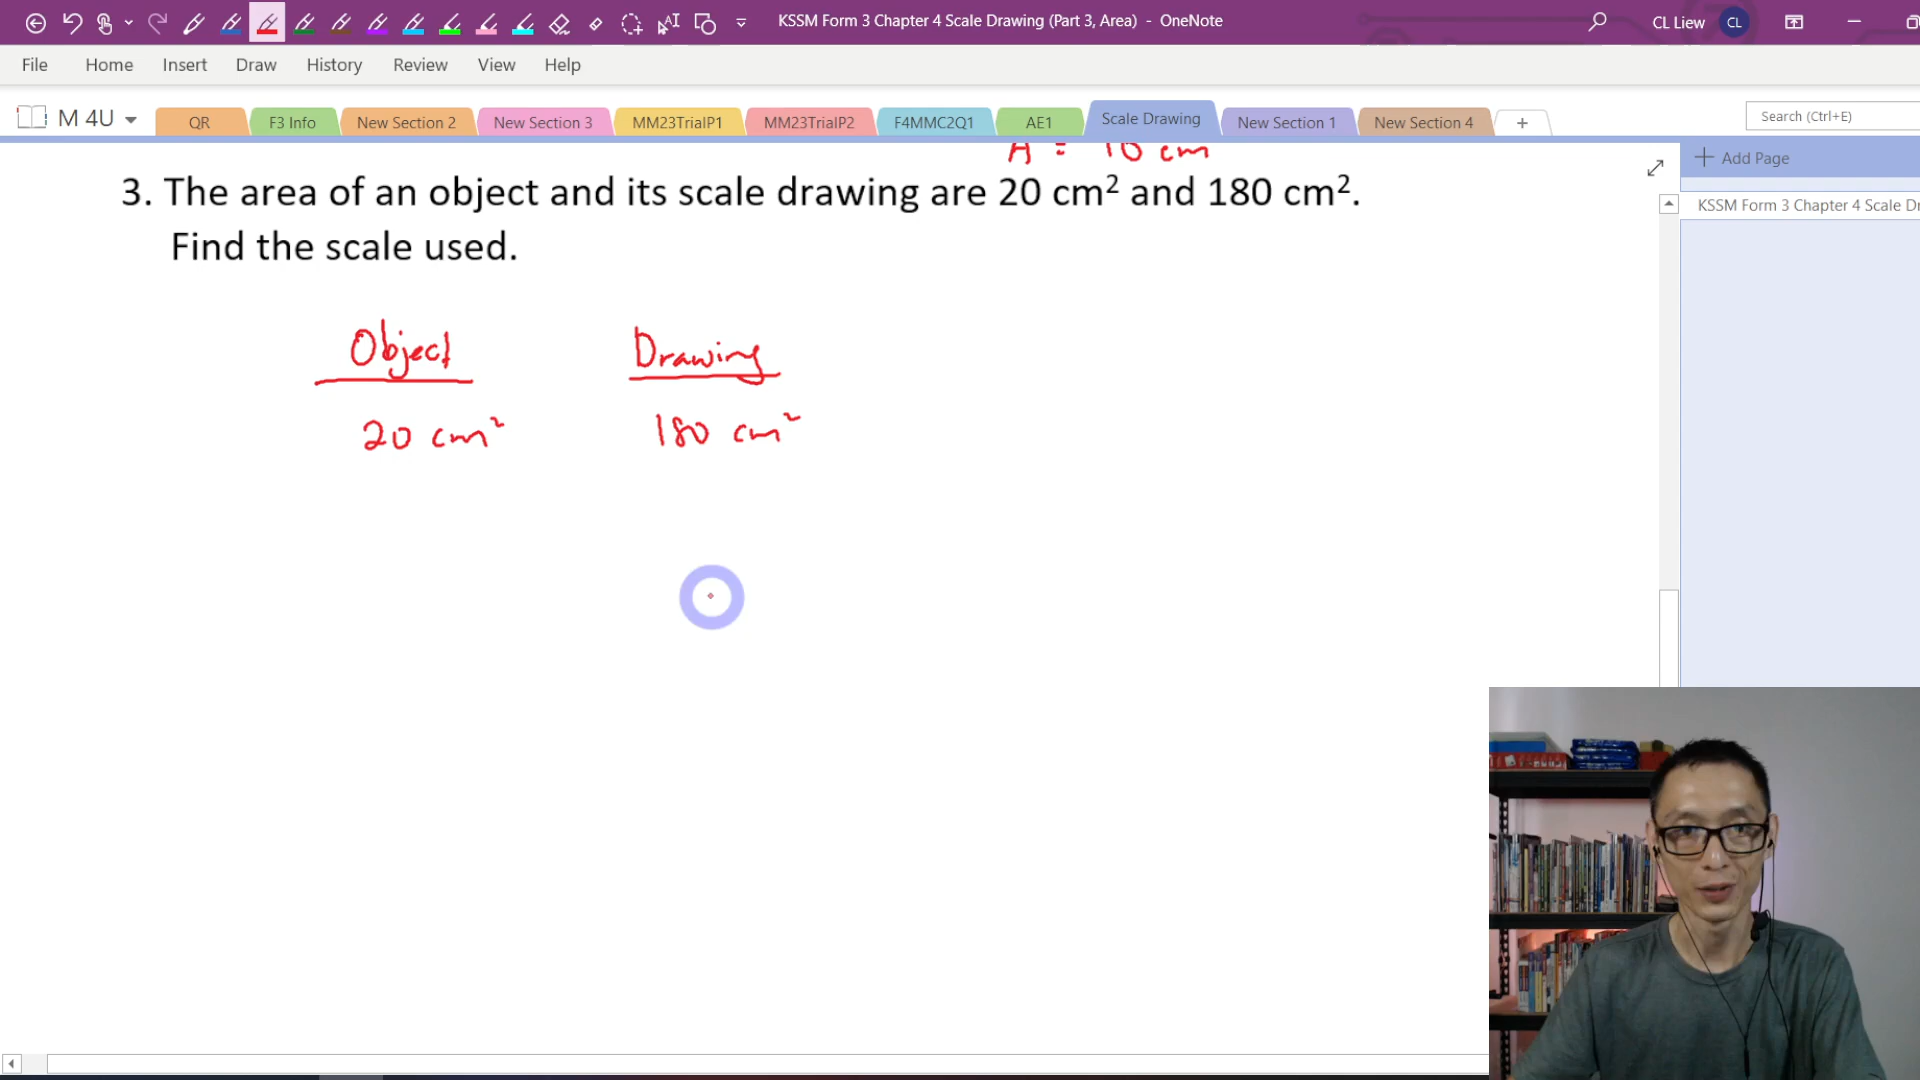 KSSM Form 3 Chapter 4 Scale Drawing (Part 3, Area) - OneNote
CL Liew
CL
File Home Insert Draw History Review View Help
M 4U
QR
F3 Info
New Section 2
New Section 3
MM23TrialP1
MM23TrialP2
F4MMC2Q1
AE1
Scale Drawing
New Section 1
New Section 4
+
Search (Ctrl+E)
Add Page
KSSM Form 3 Chapter 4 Scale Dr
3. The area of an object and its scale drawing are 20 cm² and 180 cm².
Find the scale used.
Object Drawing
20 cm² 180 cm²